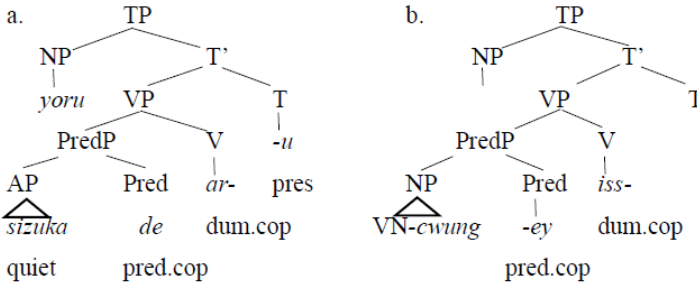 a. TP b. TP
NP T' NP T'
yoru VP T VP T
PredP V -u PredP V
AP Pred ar- pres NP Pred iss-
sizuka de dum.cop VN-cwung -ey dum.cop
quiet pred.cop pred.cop